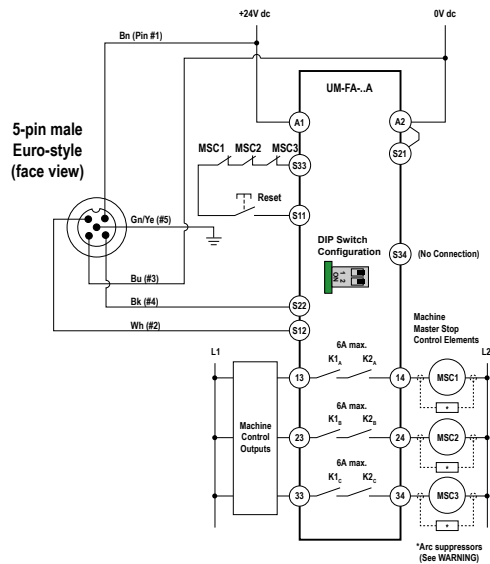 +24V dc
0V dc
Bn (Pin #1)
UM-FA-..A
A1
A2
5-pin male
Euro-style
(face view)
MSC1 MSC2 MSC3
S21
S33
Reset
Gn/Ye (#5)
S11
DIP Switch
Configuration
S34
(No Connection)
1 2
ON
Bu (#3)
Bk (#4)
S22
Wh (#2)
S12
Machine
Master Stop
Control Elements
L1
L2
6A max.
K1A K2A
13
14
MSC1
*
Machine
Control
Outputs
6A max.
K1B K2B
23
24
MSC2
*
6A max.
K1C K2C
33
34
MSC3
*
*Arc suppressors
(See WARNING)